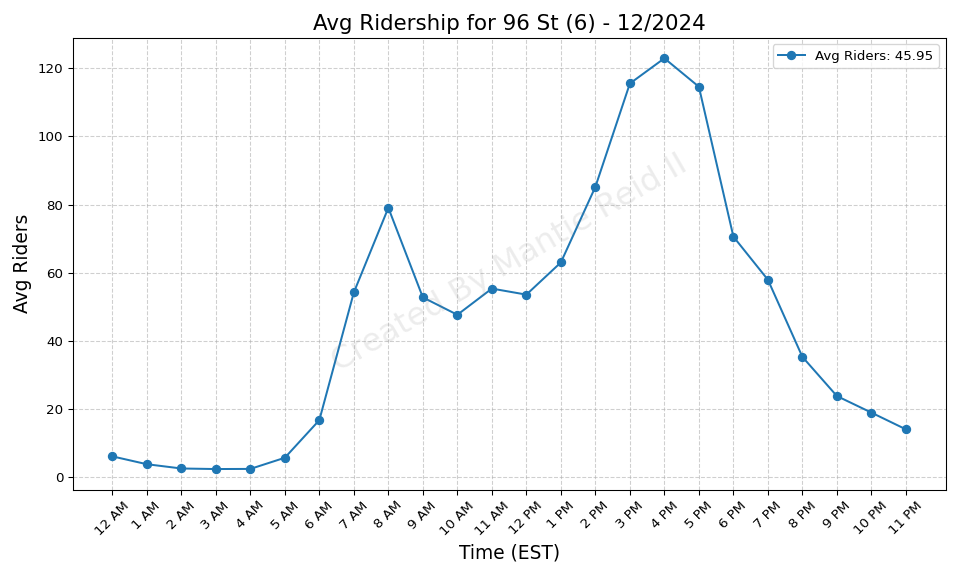 Avg Ridership for 96 St (6) - 12/2024
Avg Riders: 45.95
Avg Riders
120
100
80
60
40
20
0
Created By Mantic Reid II
12 AM
1 AM
2 AM
3 AM
4 AM
5 AM
6 AM
7 AM
8 AM
9 AM
10 AM
11 AM
12 PM
1 PM
2 PM
3 PM
4 PM
5 PM
6 PM
7 PM
8 PM
9 PM
10 PM
11 PM
Time (EST)